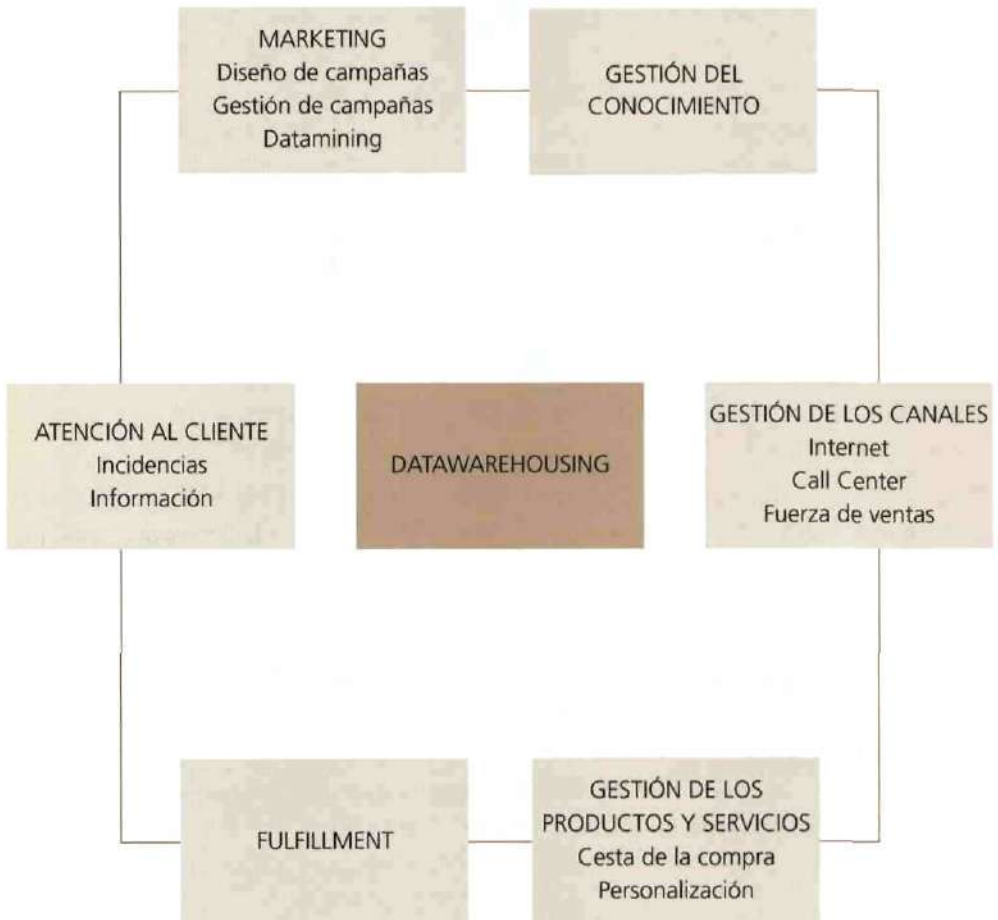 MARKETING
Diseño de campañas
Gestión de campañas
Datamining
GESTIÓN DEL
CONOCIMIENTO
ATENCIÓN AL CLIENTE
Incidencias
Información
DATAWAREHOUSING
GESTIÓN DE LOS CANALES
Internet
Call Center
Fuerza de ventas
FULFILLMENT
GESTIÓN DE LOS
PRODUCTOS Y SERVICIOS
Cesta de la compra
Personalización